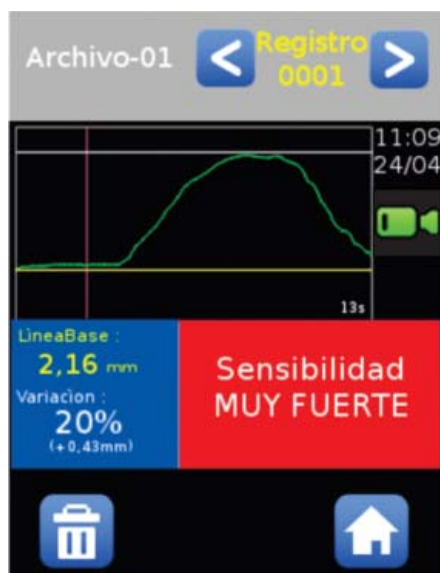 Archivo-01
Registro
0001
11:09
24/04
13s
LineaBase :
2,16 mm
Variaciòn :
20%
(+0,43mm)
Sensibilidad
MUY FUERTE